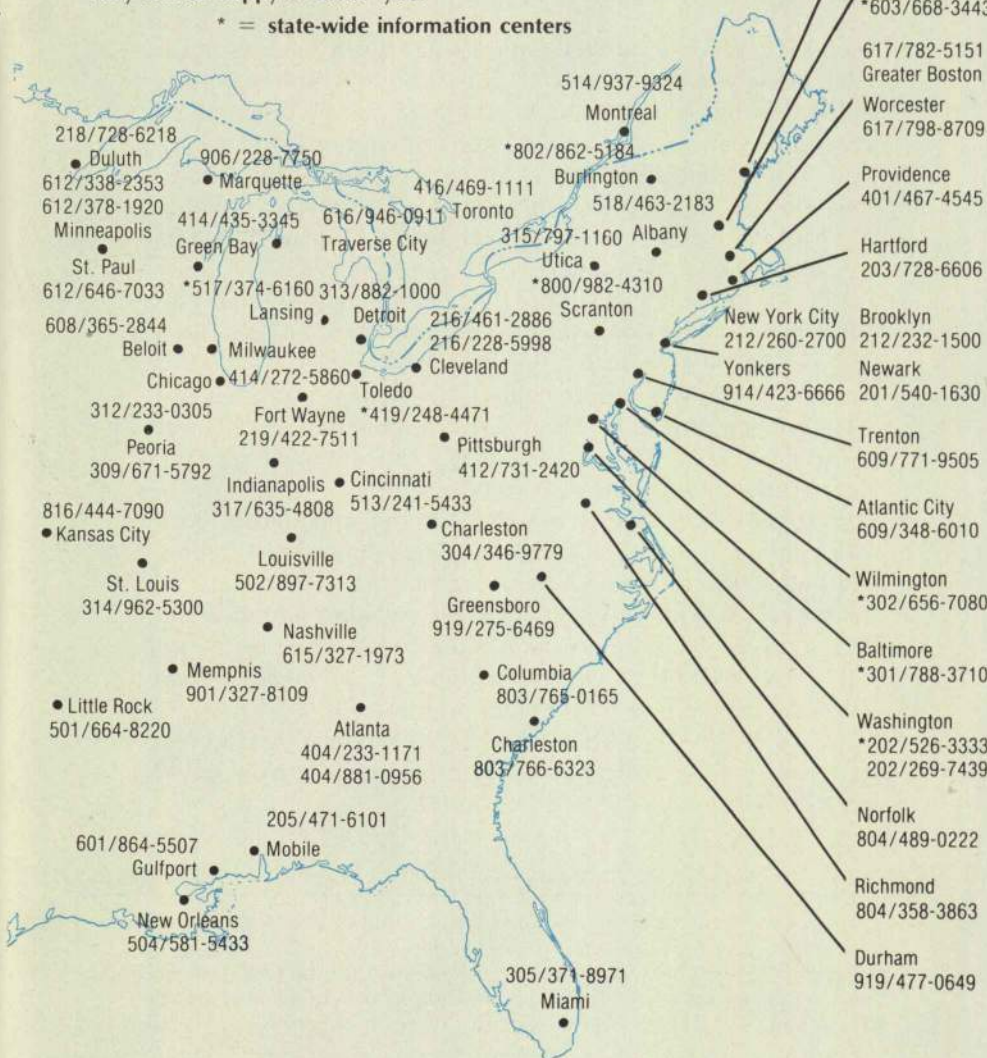 * = state-wide information centers
*603/668-3443
617/782-5151
Greater Boston
514/937-9324
Montreal
Worcester
617/798-8709
218/728-6218
Duluth
906/228-7750
Marquette
*802/862-5184
Burlington
612/338-2353
612/378-1920
Minneapolis
416/469-1111
Toronto
518/463-2183
Albany
Providence
401/467-4545
414/435-3345
Green Bay
616/946-0911
Traverse City
315/797-1160
Utica
St. Paul
612/646-7033
*517/374-6160
Lansing
313/882-1000
Detroit
*800/982-4310
Scranton
Hartford
203/728-6606
608/365-2844
Beloit
Milwaukee
414/272-5860
216/461-2886
216/228-5998
Cleveland
New York City
212/260-2700
Brooklyn
212/232-1500
Chicago
312/233-0305
Toledo
*419/248-4471
Yonkers
914/423-6666
Newark
201/540-1630
Peoria
309/671-5792
Fort Wayne
219/422-7511
Pittsburgh
412/731-2420
Trenton
609/771-9505
Indianapolis
317/635-4808
Cincinnati
513/241-5433
Atlantic City
609/348-6010
816/444-7090
Kansas City
Charleston
304/346-9779
Louisville
502/897-7313
St. Louis
314/962-5300
Greensboro
919/275-6469
Wilmington
*302/656-7080
Nashville
615/327-1973
Baltimore
*301/788-3710
Memphis
901/327-8109
Columbia
803/765-0165
Little Rock
501/664-8220
Atlanta
404/233-1171
404/881-0956
Charleston
803/766-6323
Washington
*202/526-3333
202/269-7439
Norfolk
804/489-0222
205/471-6101
Mobile
601/864-5507
Gulfport
Richmond
804/358-3863
New Orleans
504/581-5433
Durham
919/477-0649
305/371-8971
Miami